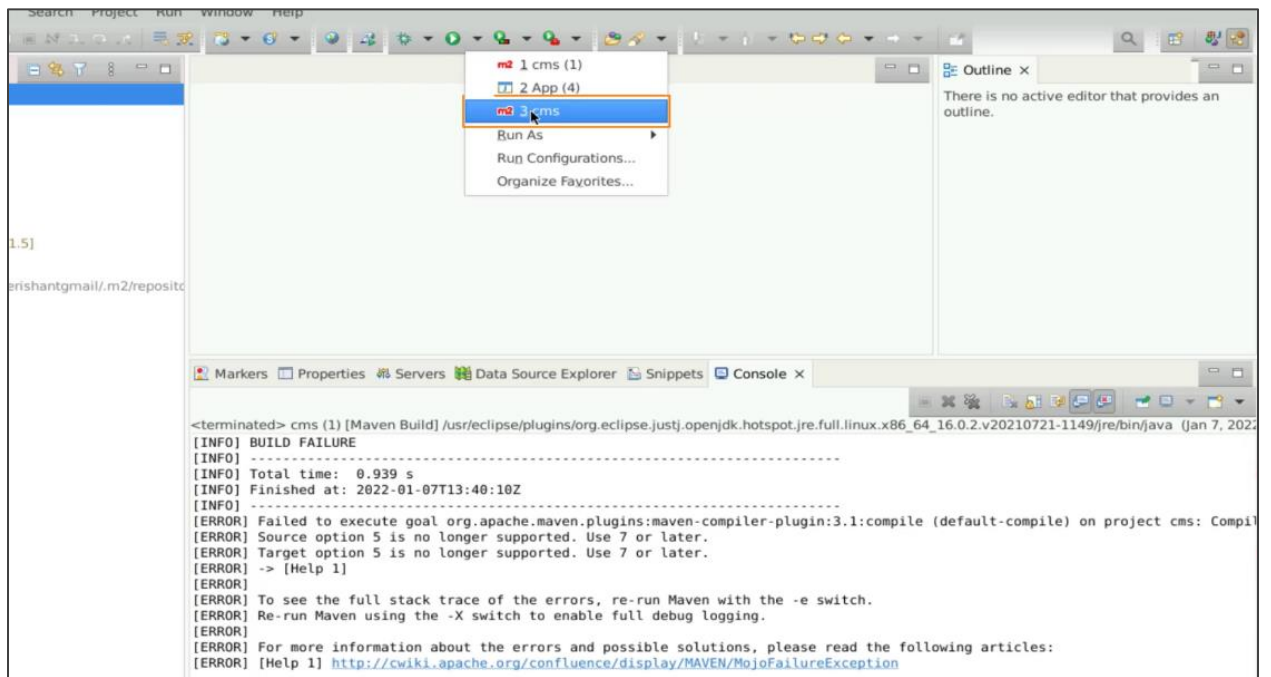 Search Project Run Window Help
m2 1 cms (1)
2 App (4)
m2 3 cms
Run As
Run Configurations...
Organize Favorites...
Outline
There is no active editor that provides an
outline.
1.5]
erishantgmail/.m2/reposito
Markers Properties Servers Data Source Explorer Snippets Console
<terminated> cms (1) [Maven Build] /usr/eclipse/plugins/org.eclipse.justj.openjdk.hotspot.jre.full.linux.x86_64_16.0.2.v20210721-1149/jre/bin/java (Jan 7, 2022
[INFO] BUILD FAILURE
[INFO] ------------------------------------------------------------------------
[INFO] Total time: 0.939 s
[INFO] Finished at: 2022-01-07T13:40:10Z
[INFO] ------------------------------------------------------------------------
[ERROR] Failed to execute goal org.apache.maven.plugins:maven-compiler-plugin:3.1:compile (default-compile) on project cms: Compil
[ERROR] Source option 5 is no longer supported. Use 7 or later.
[ERROR] Target option 5 is no longer supported. Use 7 or later.
[ERROR] -> [Help 1]
[ERROR]
[ERROR] To see the full stack trace of the errors, re-run Maven with the -e switch.
[ERROR] Re-run Maven using the -X switch to enable full debug logging.
[ERROR]
[ERROR] For more information about the errors and possible solutions, please read the following articles:
[ERROR] [Help 1] http://cwiki.apache.org/confluence/display/MAVEN/MojoFailureException